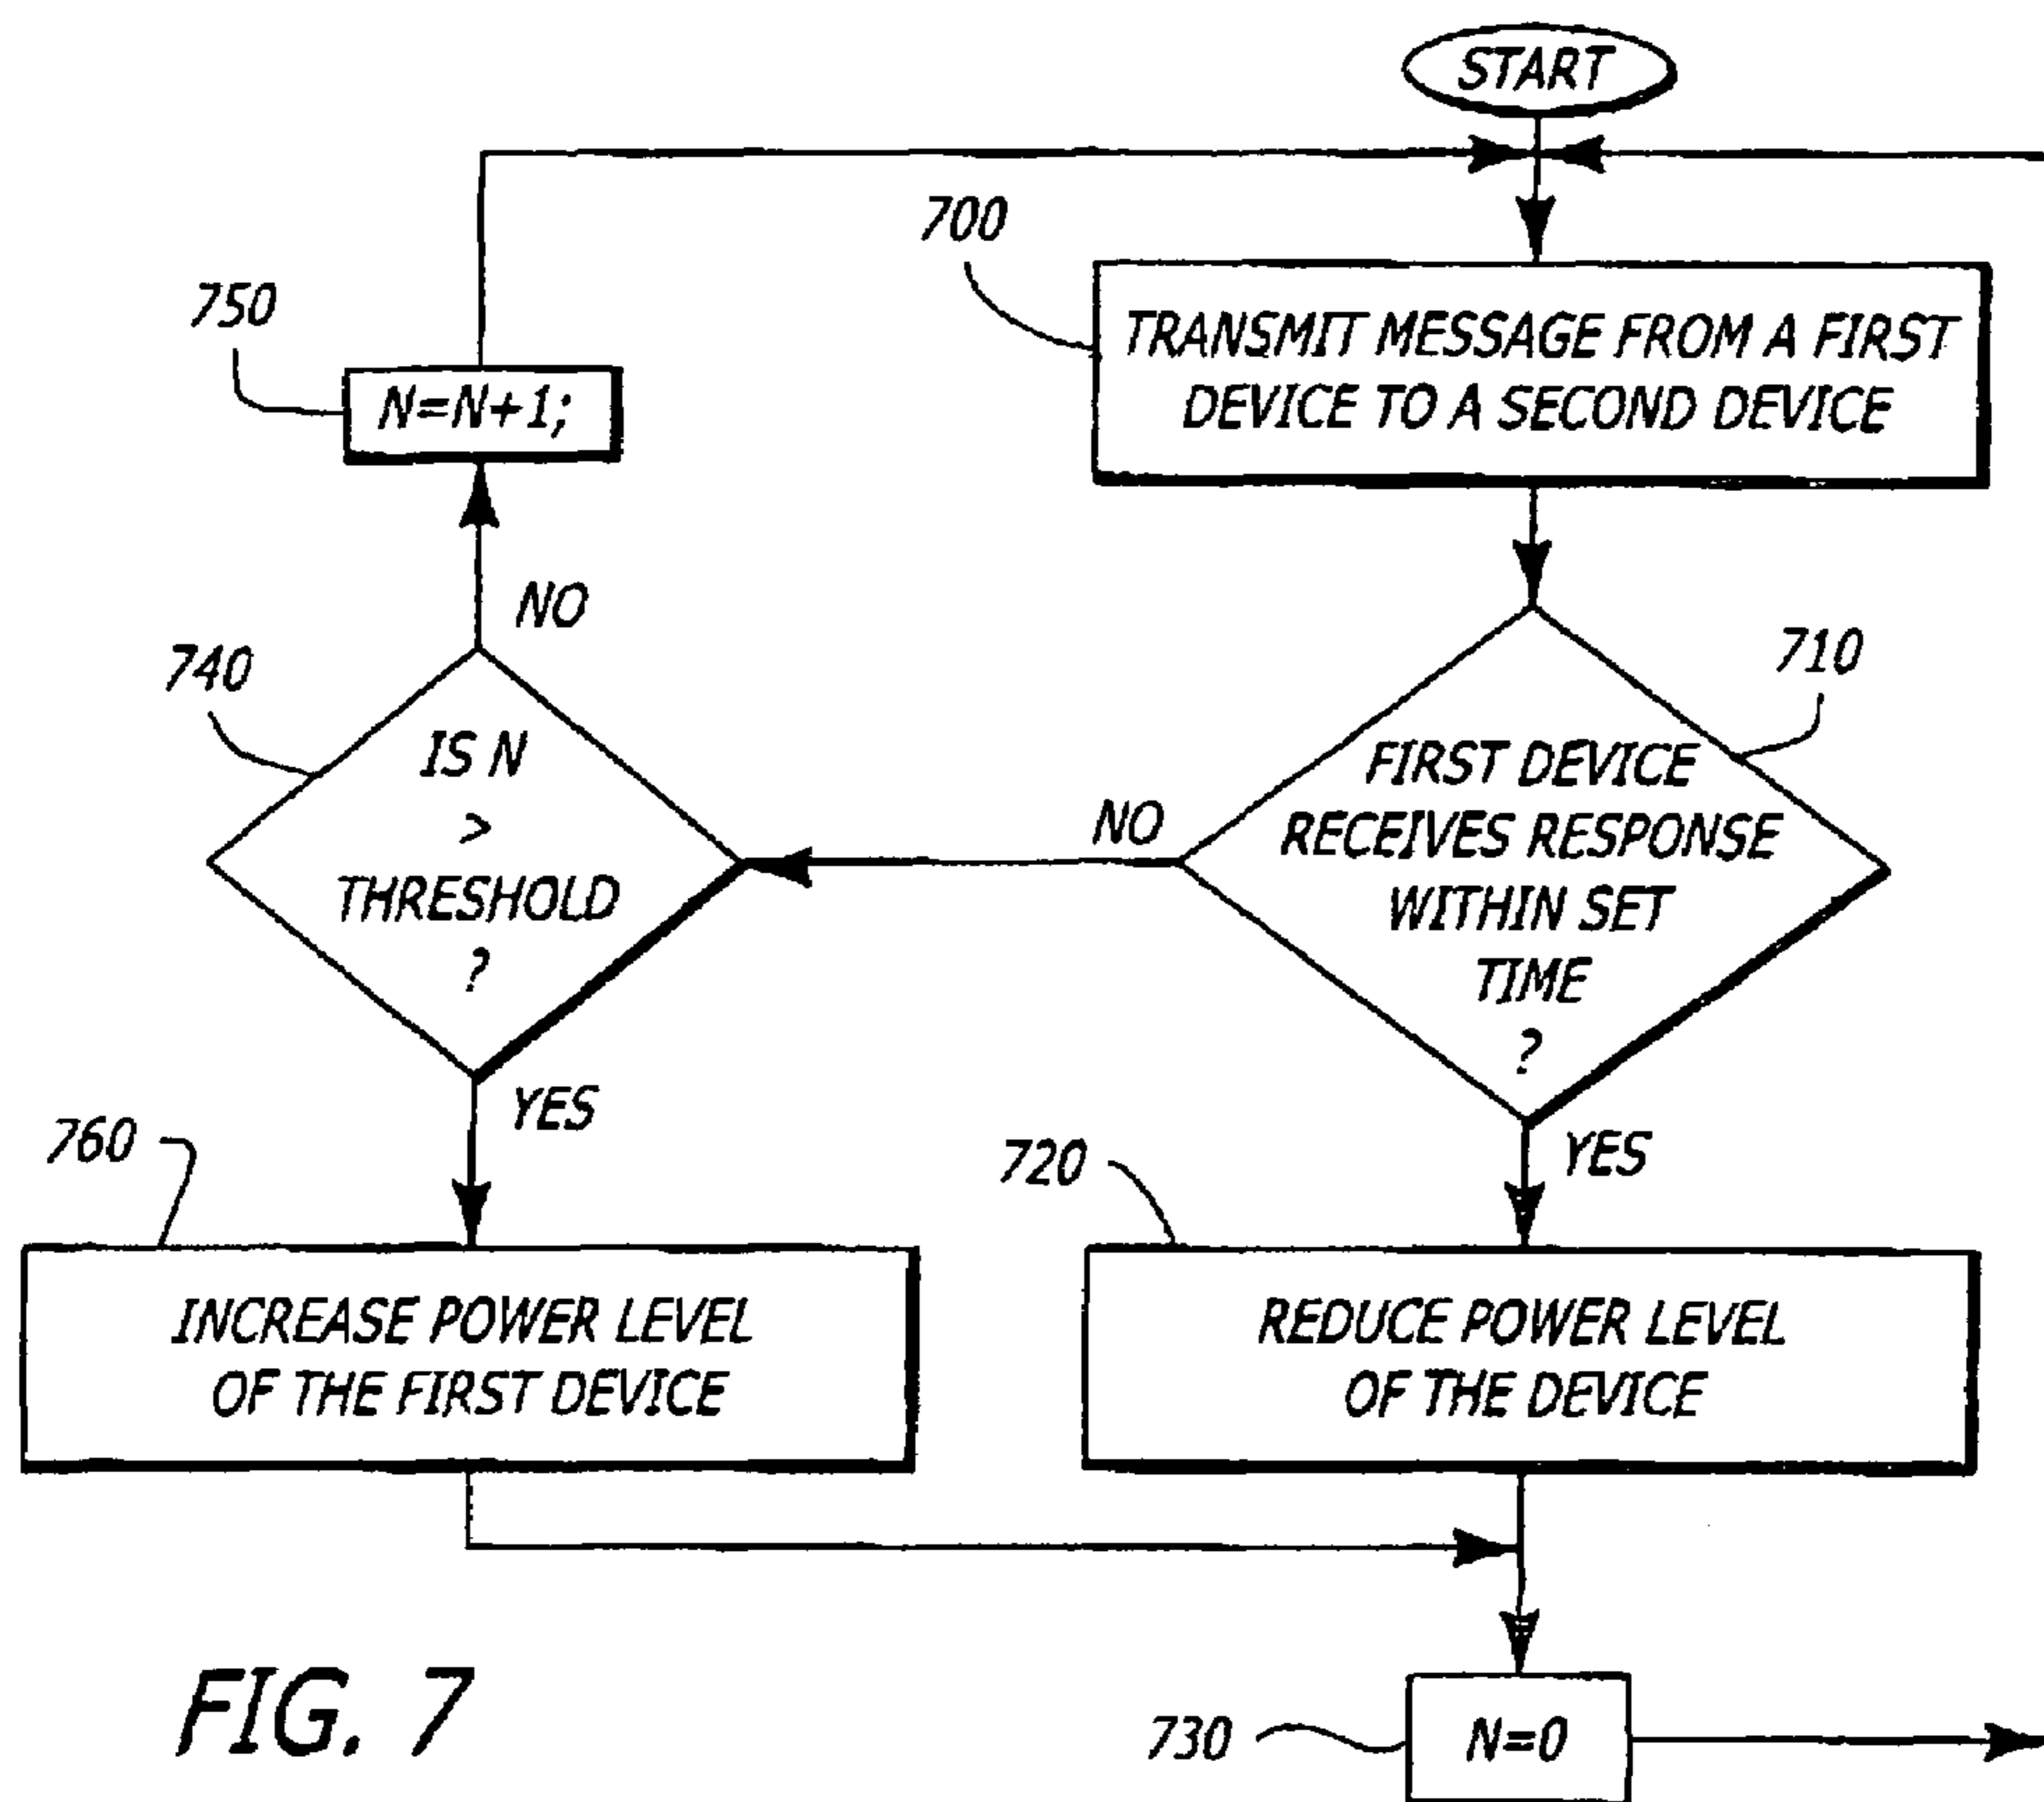 START
700
TRANSMIT MESSAGE FROM A FIRST
DEVICE TO A SECOND DEVICE
750
N=N+1;
NO
740
IS N
>
THRESHOLD
?
NO
710
FIRST DEVICE
RECEIVES RESPONSE
WITHIN SET
TIME
?
YES
760
INCREASE POWER LEVEL
OF THE FIRST DEVICE
YES
720
REDUCE POWER LEVEL
OF THE DEVICE
730
N=0
FIG. 7